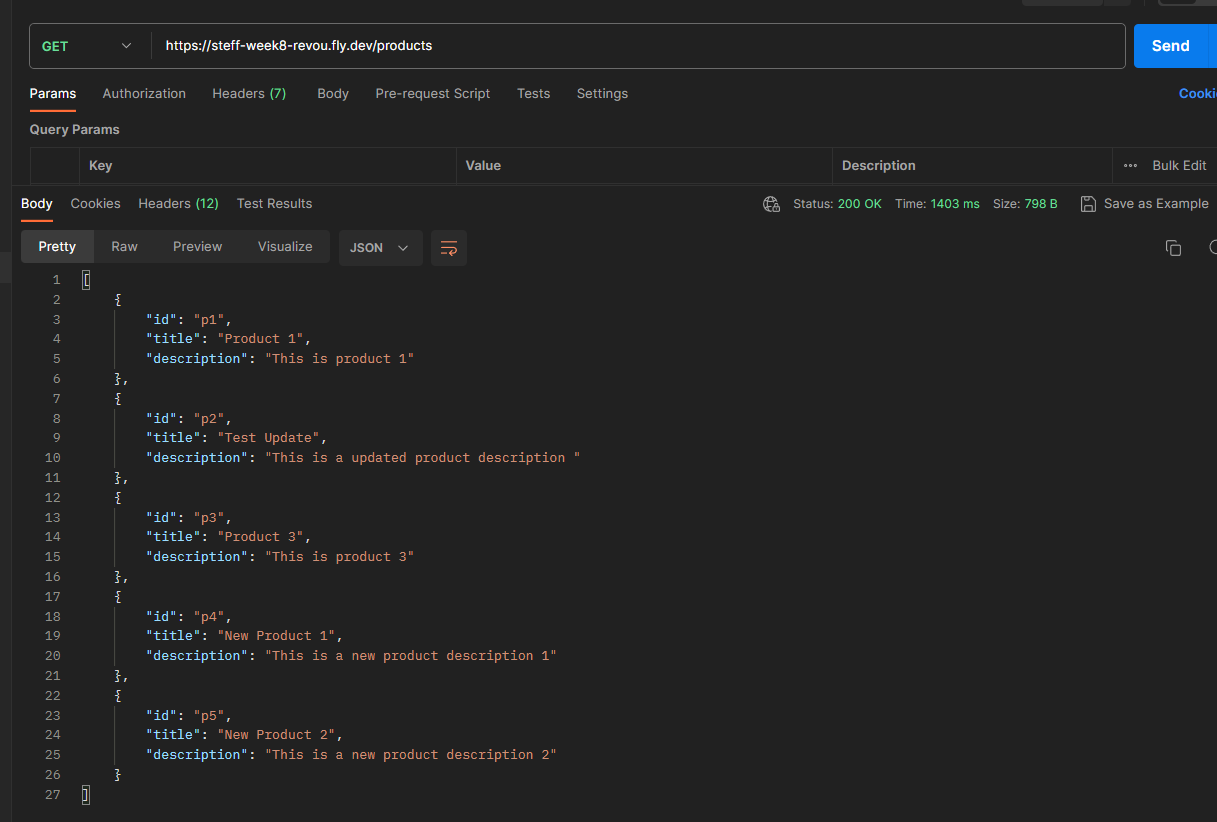 GET https://steff-week8-revou.fly.dev/products Send
Params Authorization Headers (7) Body Pre-request Script Tests Settings Cooki
Query Params
Key Value Description Bulk Edit
Body Cookies Headers (12) Test Results Status: 200 OK Time: 1403 ms Size: 798 B Save as Example
Pretty Raw Preview Visualize JSON
1 [
2 {
3 "id": "p1",
4 "title": "Product 1",
5 "description": "This is product 1"
6 },
7 {
8 "id": "p2",
9 "title": "Test Update",
10 "description": "This is a updated product description "
11 },
12 {
13 "id": "p3",
14 "title": "Product 3",
15 "description": "This is product 3"
16 },
17 {
18 "id": "p4",
19 "title": "New Product 1",
20 "description": "This is a new product description 1"
21 },
22 {
23 "id": "p5",
24 "title": "New Product 2",
25 "description": "This is a new product description 2"
26 }
27 ]